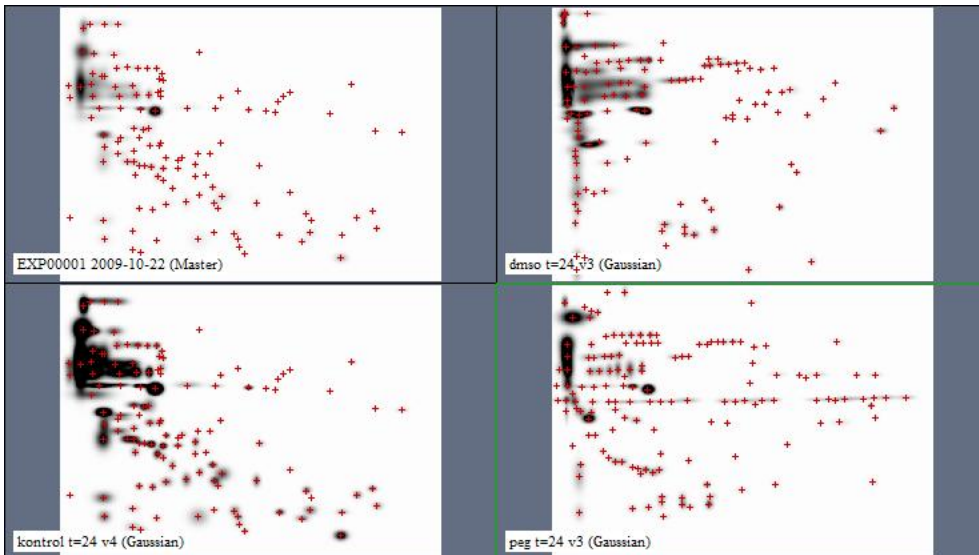 EXP00001 2009-10-22 (Master)
dmso t=24 v3 (Gaussian)
kontrol t=24 v4 (Gaussian)
peg t=24 v3 (Gaussian)